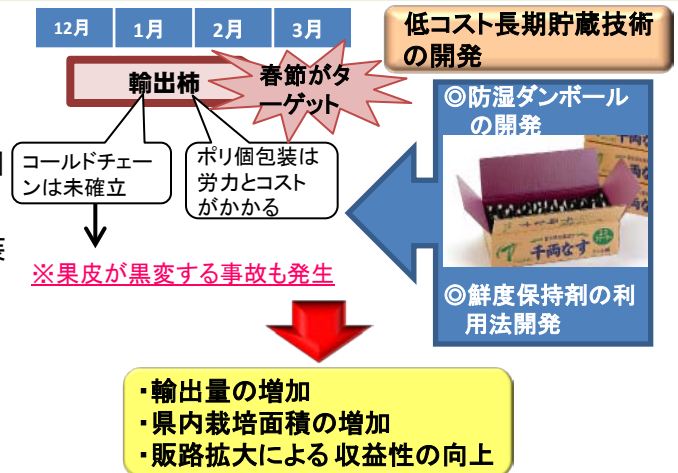 12月 1月 2月 3月
輸出柿
春節がタ
ーゲット
コールドチェー
ンは未確立
ポリ個包装は
労力とコスト
がかかる
※果皮が黒変する事故も発生
低コスト長期貯蔵技術
の開発
◎防湿ダンボール
の開発
千両なす
◎鮮度保持剤の利
用法開発
・輸出量の増加
・県内栽培面積の増加
・販路拡大による収益性の向上